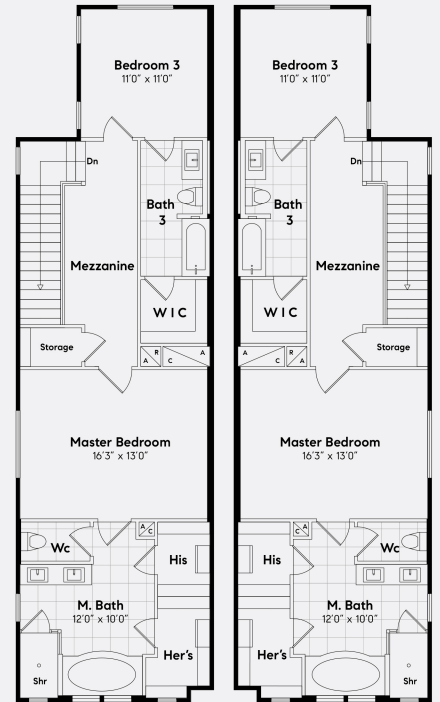 Bedroom 3
11'0" x 11'0"
Dn
Bath
3
Mezzanine
W I C
Storage
R
A
A
C
Master Bedroom
16'3" x 13'0"
A
C
Wc
His
M. Bath
12'0" x 10'0"
Her's
Shr
Bedroom 3
11'0" x 11'0"
Dn
Bath
3
Mezzanine
W I C
Storage
A
R
C
A
Master Bedroom
16'3" x 13'0"
A
C
His
Wc
M. Bath
12'0" x 10'0"
Her's
Shr